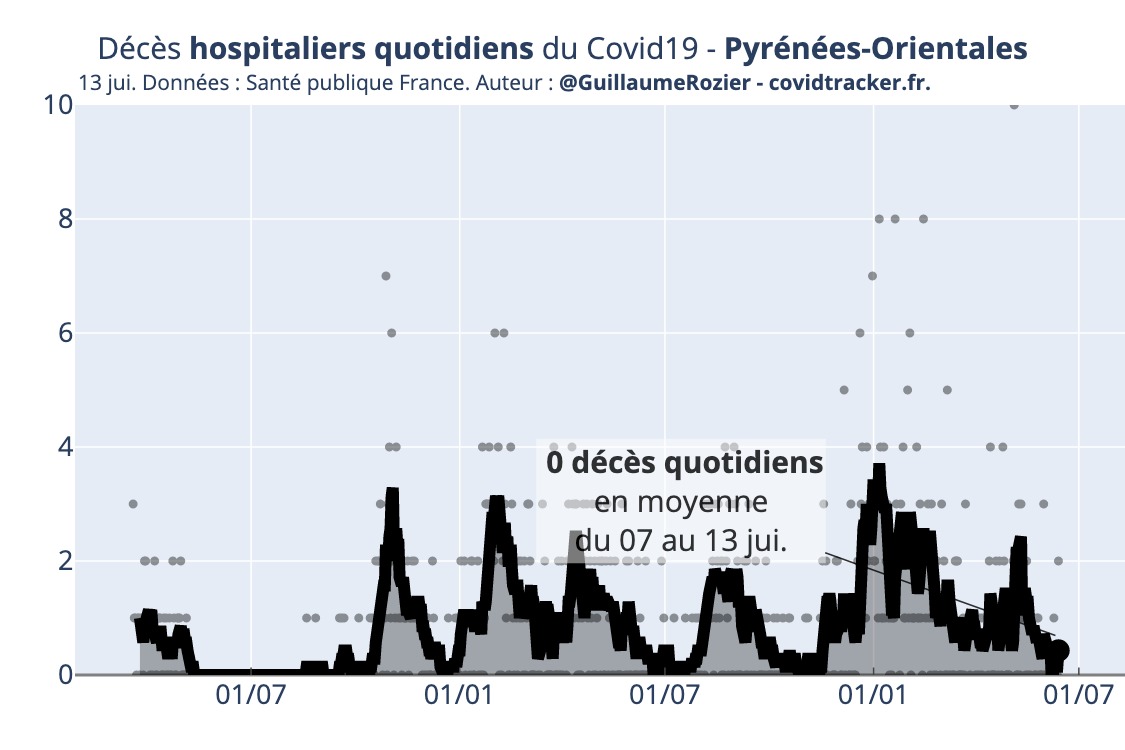 Décès hospitaliers quotidiens du Covid19 - Pyrénées-Orientales
13 jui. Données : Santé publique France. Auteur : @GuillaumeRozier - covidtracker.fr.
10
8
6
4
2
0
0 décès quotidiens
en moyenne
du 07 au 13 jui.
01/07 01/01 01/07 01/01 01/07